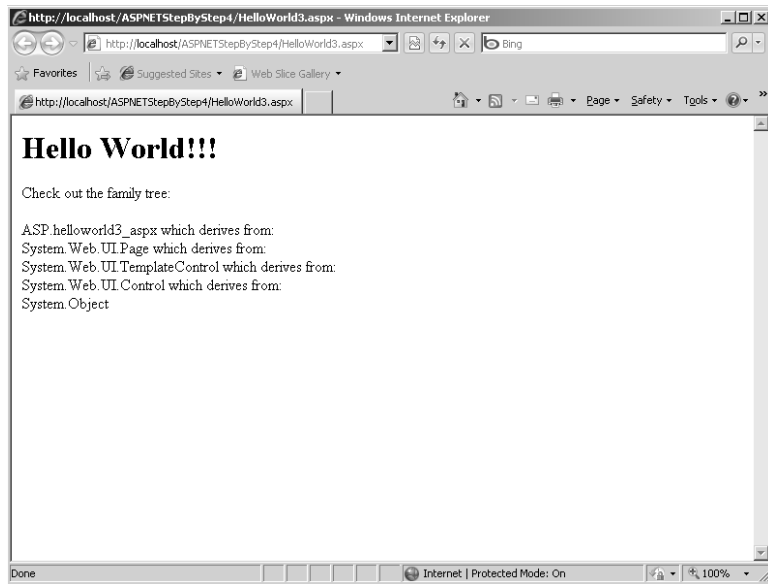 http://localhost/ASPNETStepByStep4/HelloWorld3.aspx - Windows Internet Explorer
http://localhost/ASPNETStepByStep4/HelloWorld3.aspx Bing
Favorites Suggested Sites Web Slice Gallery
http://localhost/ASPNETStepByStep4/HelloWorld3.aspx Page Safety Tools
Hello World!!!
Check out the family tree:
ASP.helloworld3_aspx which derives from:
System.Web.UI.Page which derives from:
System.Web.UI.TemplateControl which derives from:
System.Web.UI.Control which derives from:
System.Object
Done Internet | Protected Mode: On 100%